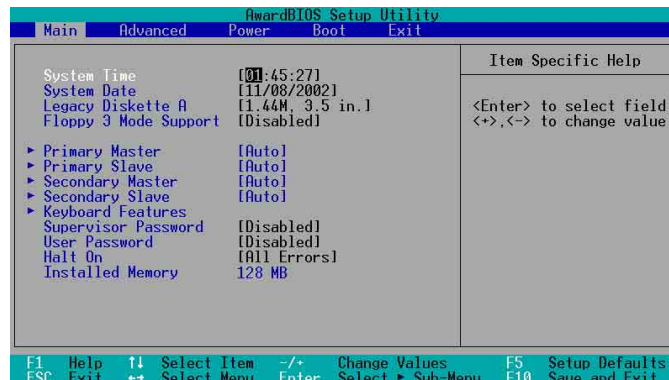 AwardBIOS Setup Utility
Main Advanced Power Boot Exit
Item Specific Help
System Time [01:45:27]
System Date [11/08/2002]
Legacy Diskette A [1.44M, 3.5 in.]
<Enter> to select field
Floppy 3 Mode Support [Disabled]
<+>,<-> to change value
Primary Master [Auto]
Primary Slave [Auto]
Secondary Master [Auto]
Secondary Slave [Auto]
Keyboard Features
Supervisor Password [Disabled]
User Password [Disabled]
Halt On [All Errors]
Installed Memory 128 MB
F1 Help ↑↓ Select Item -/+ Change Values F5 Setup Defaults
ESC Exit ←→ Select Menu Enter Select ► Sub-Menu F10 Save and Exit